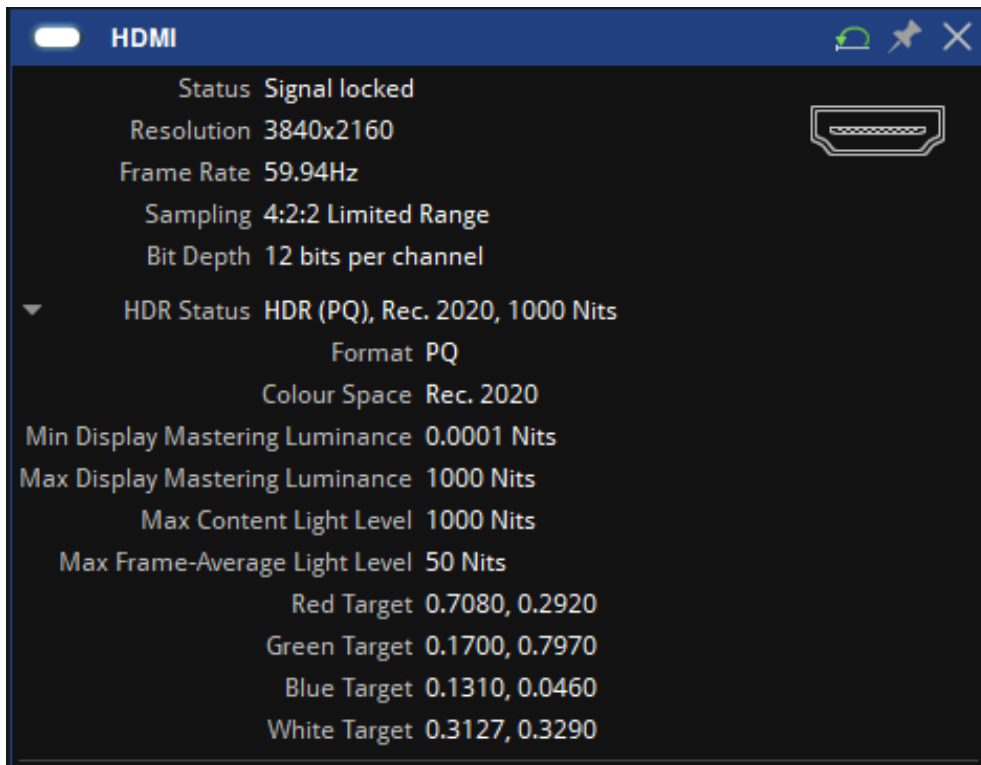 HDMI
Status Signal locked
Resolution 3840x2160
Frame Rate 59.94Hz
Sampling 4:2:2 Limited Range
Bit Depth 12 bits per channel
HDR Status HDR (PQ), Rec. 2020, 1000 Nits
Format PQ
Colour Space Rec. 2020
Min Display Mastering Luminance 0.0001 Nits
Max Display Mastering Luminance 1000 Nits
Max Content Light Level 1000 Nits
Max Frame-Average Light Level 50 Nits
Red Target 0.7080, 0.2920
Green Target 0.1700, 0.7970
Blue Target 0.1310, 0.0460
White Target 0.3127, 0.3290